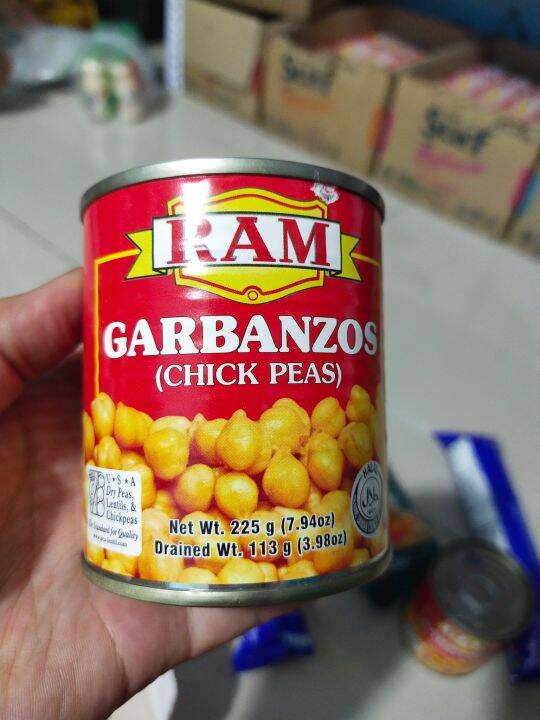 RAM
GARBANZOS
(CHICK PEAS)
U★S★A
Dry Peas,
Lentils, &
Chickpeas
The Standard for Quality
HALAL
Net Wt. 225 g (7.94oz)
Drained Wt. 113 g (3.98oz)